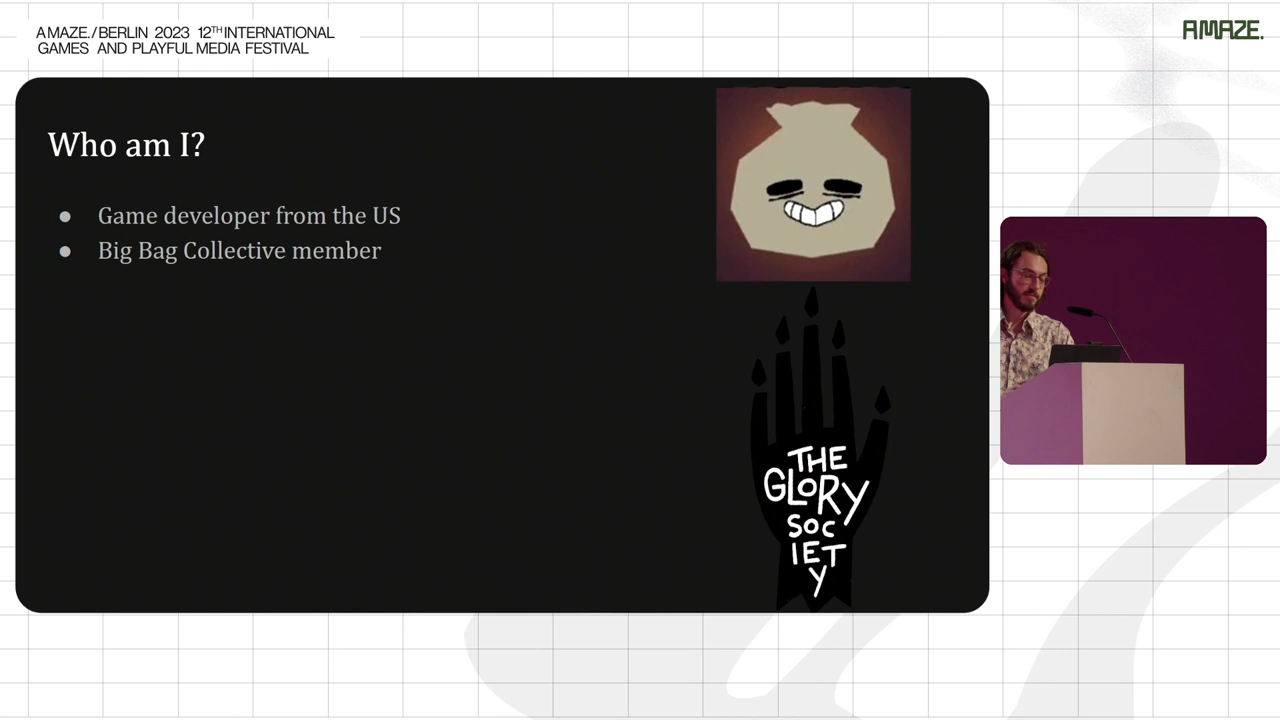 A MAZE. / BERLIN 2023 12TH INTERNATIONAL
GAMES AND PLAYFUL MEDIA FESTIVAL
AMAZE.
Who am I?
● Game developer from the US
● Big Bag Collective member
THE
GLORY
SOC
IET
Y